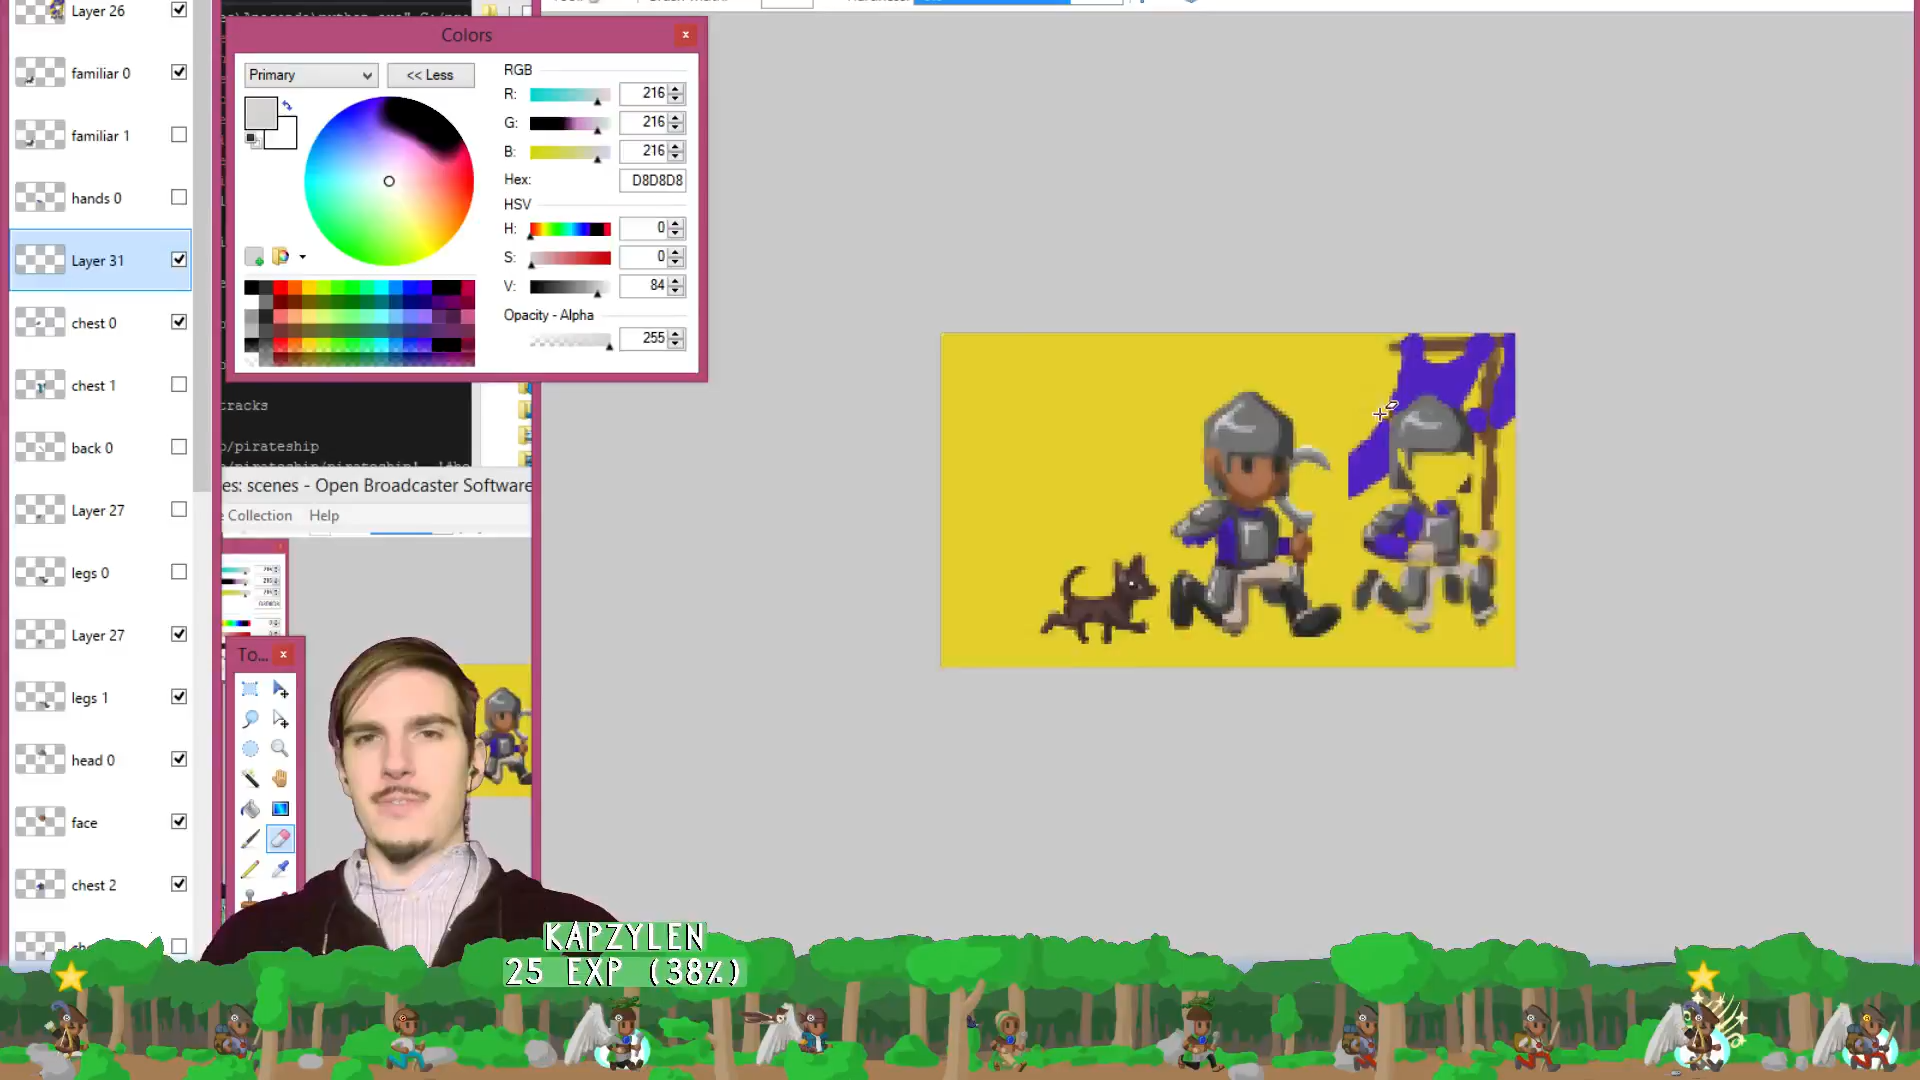 Layer 26
familiar 0
familiar 1
hands 0
Layer 31
chest 0
chest 1
back 0
Layer 27
legs 0
Layer 27
legs 1
head 0
face
chest 2
Colors
Primary
<< Less
RGB
R: 216
G: 216
B: 216
Hex: D8D8D8
HSV
H: 0
S: 0
V: 84
Opacity - Alpha
255
tracks
/pirateship
es: scenes - Open Broadcaster Software
Collection Help
To...
KAPZYLEN
25 EXP (38%)